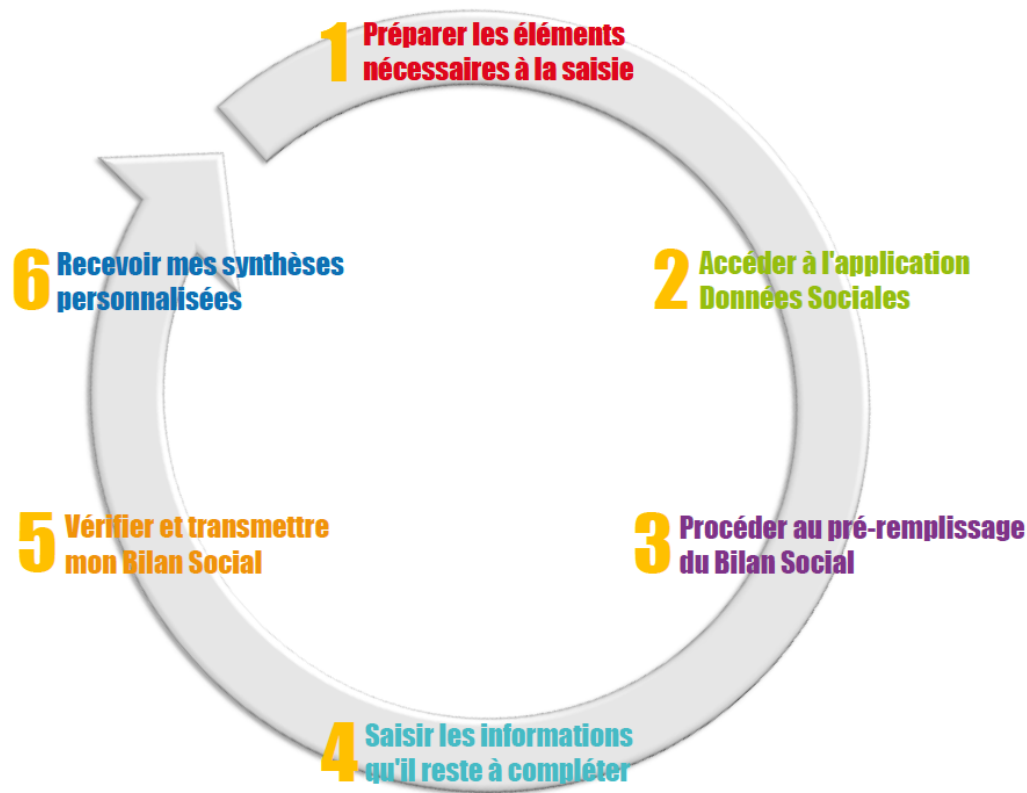 1 Préparer les éléments
nécessaires à la saisie
2 Accéder à l'application
Données Sociales
3 Procéder au pré-remplissage
du Bilan Social
4 Saisir les informations
qu'il reste à compléter
5 Vérifier et transmettre
mon Bilan Social
6 Recevoir mes synthèses
personnalisées